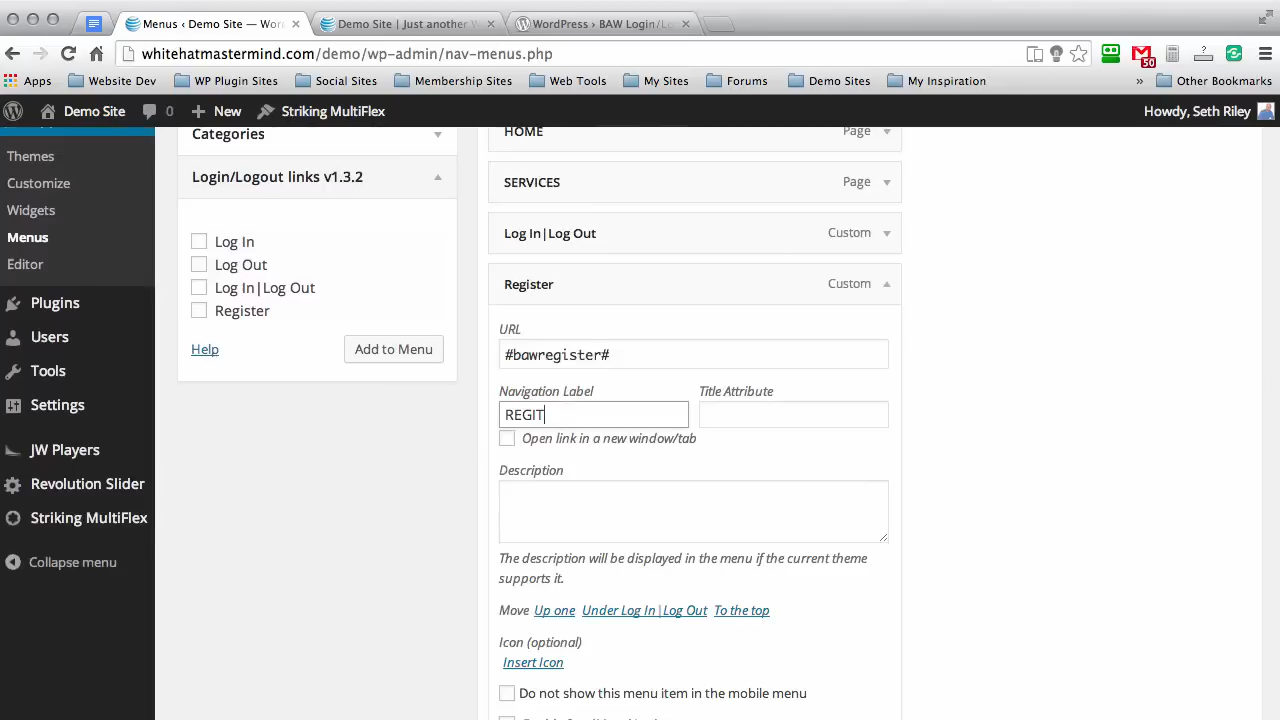 Menus ‹ Demo Site — Wor
Demo Site | Just another W
WordPress › BAW Login/Lo
whitehatmastermind.com/demo/wp-admin/nav-menus.php
50
Apps
Website Dev
WP Plugin Sites
Social Sites
Membership Sites
Web Tools
My Sites
Forums
Demo Sites
My Inspiration
»
Other Bookmarks
Demo Site
0
New
Striking MultiFlex
Howdy, Seth Riley
Themes
Customize
Widgets
Menus
Editor
Plugins
Users
Tools
Settings
JW Players
Revolution Slider
Striking MultiFlex
Collapse menu
Categories
Login/Logout links v1.3.2
Log In
Log Out
Log In|Log Out
Register
Help
Add to Menu
HOME
Page
SERVICES
Page
Log In|Log Out
Custom
Register
Custom
URL
#bawregister#
Navigation Label
Title Attribute
REGIT
Open link in a new window/tab
Description
The description will be displayed in the menu if the current theme
supports it.
Move Up one Under Log In|Log Out To the top
Icon (optional)
Insert Icon
Do not show this menu item in the mobile menu